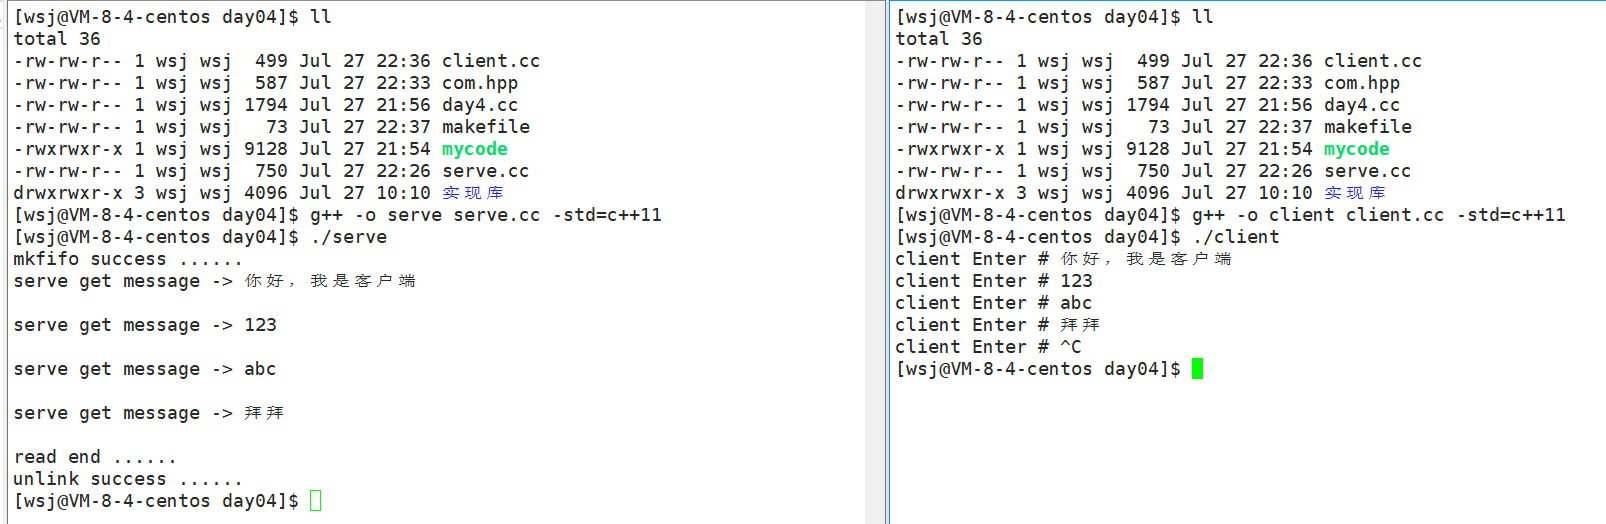 [wsj@VM-8-4-centos day04]$ ll
total 36
-rw-rw-r-- 1 wsj wsj  499 Jul 27 22:36 client.cc
-rw-rw-r-- 1 wsj wsj  587 Jul 27 22:33 com.hpp
-rw-rw-r-- 1 wsj wsj 1794 Jul 27 21:56 day4.cc
-rw-rw-r-- 1 wsj wsj   73 Jul 27 22:37 makefile
-rwxrwxr-x 1 wsj wsj 9128 Jul 27 21:54 mycode
-rw-rw-r-- 1 wsj wsj  750 Jul 27 22:26 serve.cc
drwxrwxr-x 3 wsj wsj 4096 Jul 27 10:10 实现库
[wsj@VM-8-4-centos day04]$ g++ -o serve serve.cc -std=c++11
[wsj@VM-8-4-centos day04]$ ./serve
mkfifo success ......
serve get message -> 你好，我是客户端
serve get message -> 123
serve get message -> abc
serve get message -> 拜拜
read end ......
unlink success ......
[wsj@VM-8-4-centos day04]$
[wsj@VM-8-4-centos day04]$ ll
total 36
-rw-rw-r-- 1 wsj wsj  499 Jul 27 22:36 client.cc
-rw-rw-r-- 1 wsj wsj  587 Jul 27 22:33 com.hpp
-rw-rw-r-- 1 wsj wsj 1794 Jul 27 21:56 day4.cc
-rw-rw-r-- 1 wsj wsj   73 Jul 27 22:37 makefile
-rwxrwxr-x 1 wsj wsj 9128 Jul 27 21:54 mycode
-rw-rw-r-- 1 wsj wsj  750 Jul 27 22:26 serve.cc
drwxrwxr-x 3 wsj wsj 4096 Jul 27 10:10 实现库
[wsj@VM-8-4-centos day04]$ g++ -o client client.cc -std=c++11
[wsj@VM-8-4-centos day04]$ ./client
client Enter # 你好，我是客户端
client Enter # 123
client Enter # abc
client Enter # 拜拜
client Enter # ^C
[wsj@VM-8-4-centos day04]$